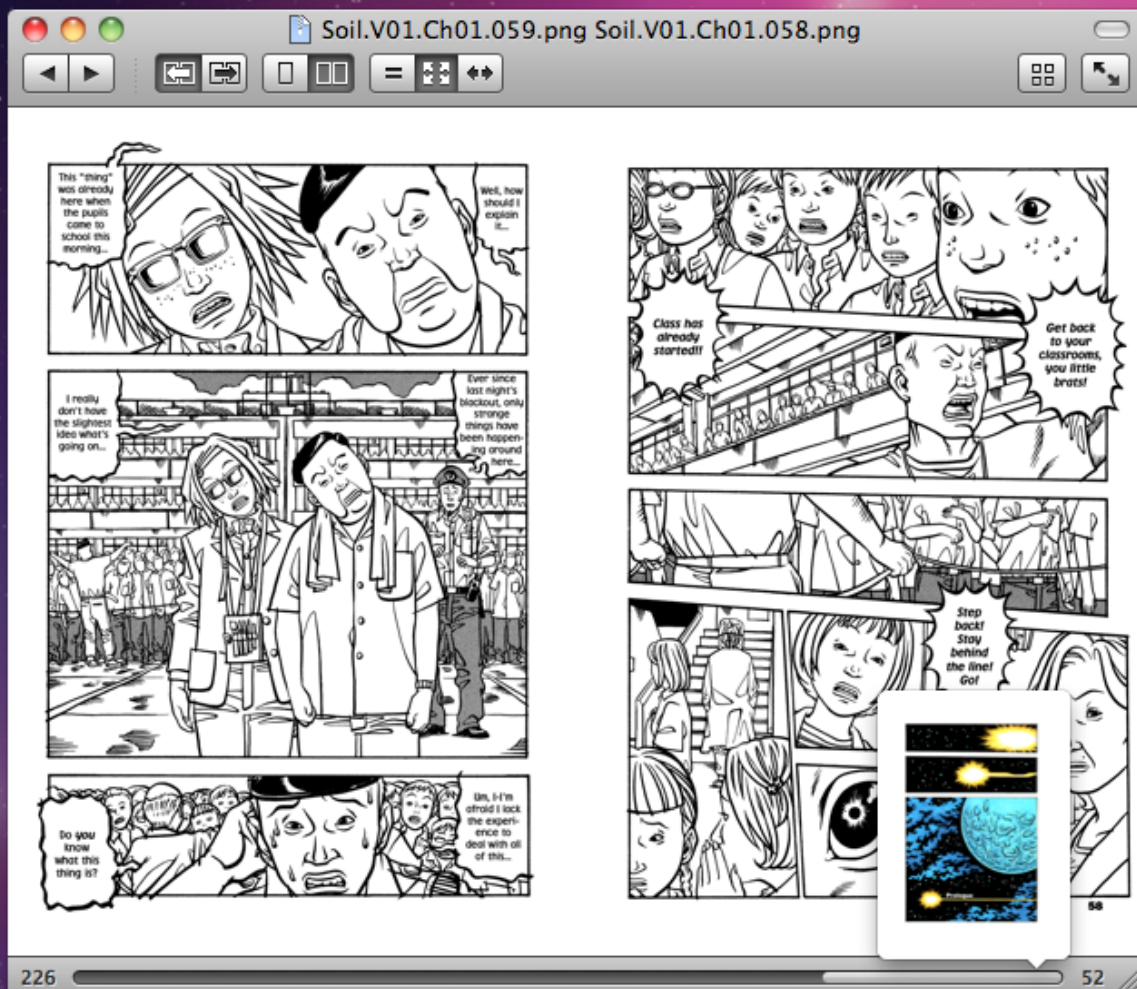 Soil.V01.Ch01.059.png Soil.V01.Ch01.058.png
Get back
to your
classrooms,
you little
brats!
Class has
already
started!!
Step
back!
Stay
behind
the line!
Go!
Prologue
58
Well, how
should I
explain
it...
This "thing"
was already
here when
the pupils
came to
school this
morning...
Ever since
last night's
blackout, only
strange
things have
been happen-
ing around
here...
I really
don't have
the slightest
idea what's
going on...
Um, I-I'm
afraid I lack
the experi-
ence to
deal with all
of this...
Do you
know
what this
thing is?
226
52